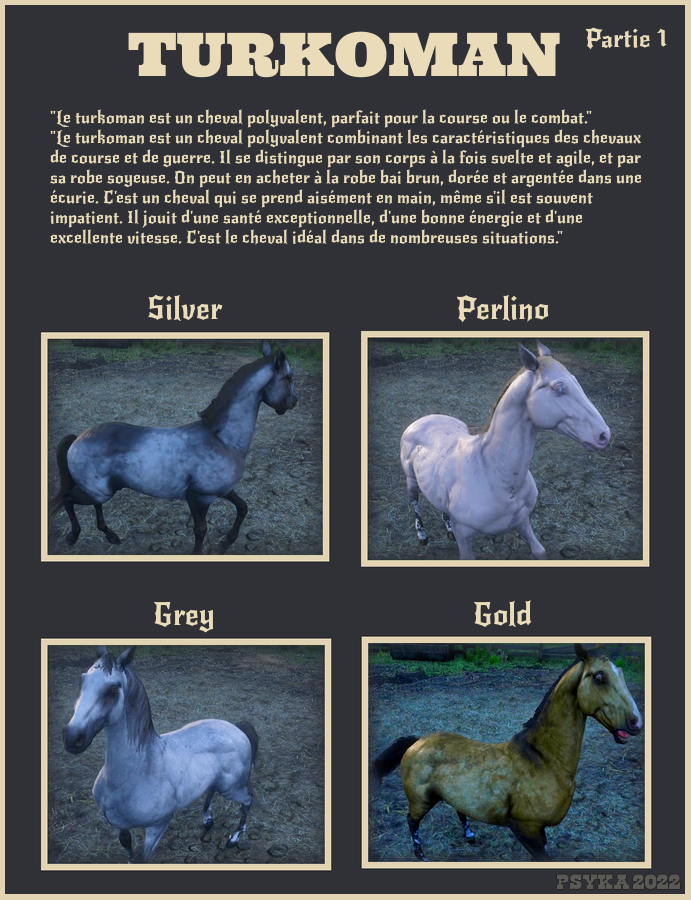 TURKOMAN
Partie 1
"Le turkoman est un cheval polyvalent, parfait pour la course ou le combat."
"Le turkoman est un cheval polyvalent combinant les caractéristiques des chevaux
de course et de guerre. Il se distingue par son corps à la fois svelte et agile, et par
sa robe soyeuse. On peut en acheter à la robe bai brun, dorée et argentée dans une
écurie. C'est un cheval qui se prend aisément en main, même s'il est souvent
impatient. Il jouit d'une santé exceptionnelle, d'une bonne énergie et d'une
excellente vitesse. C'est le cheval idéal dans de nombreuses situations."
Silver
Perlino
Grey
Gold
PSYKA 2022